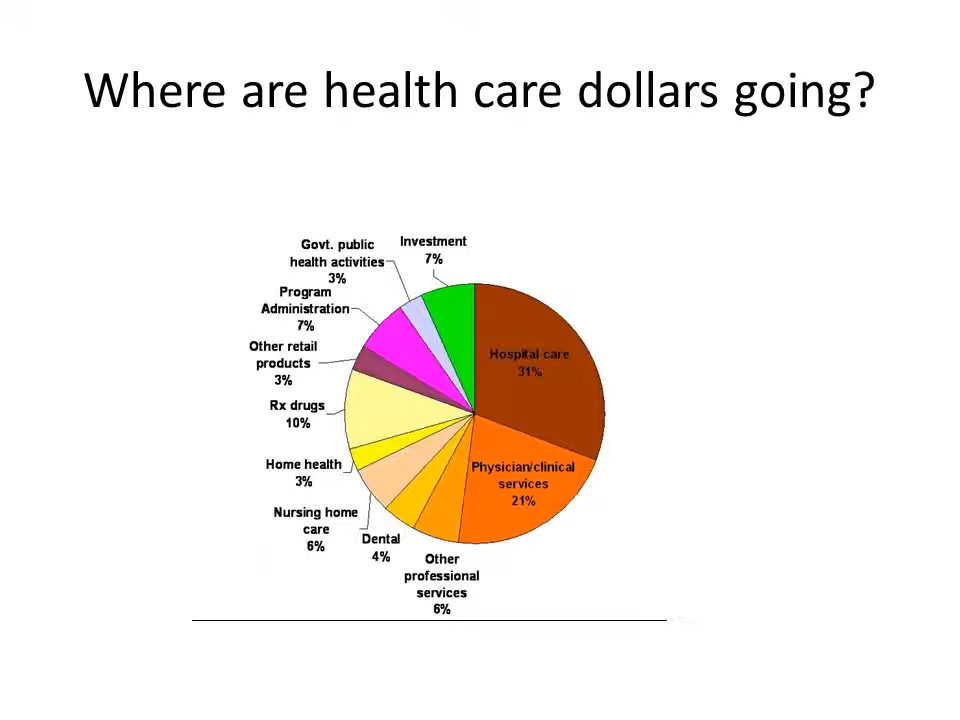 Where are health care dollars going?
Govt. public
health activities
3%
Investment
7%
Program
Administration
7%
Other retail
products
3%
Rx drugs
10%
Home health
3%
Nursing home
care
6%
Dental
4%
Other
professional
services
6%
Hospital care
31%
Physician/clinical
services
21%